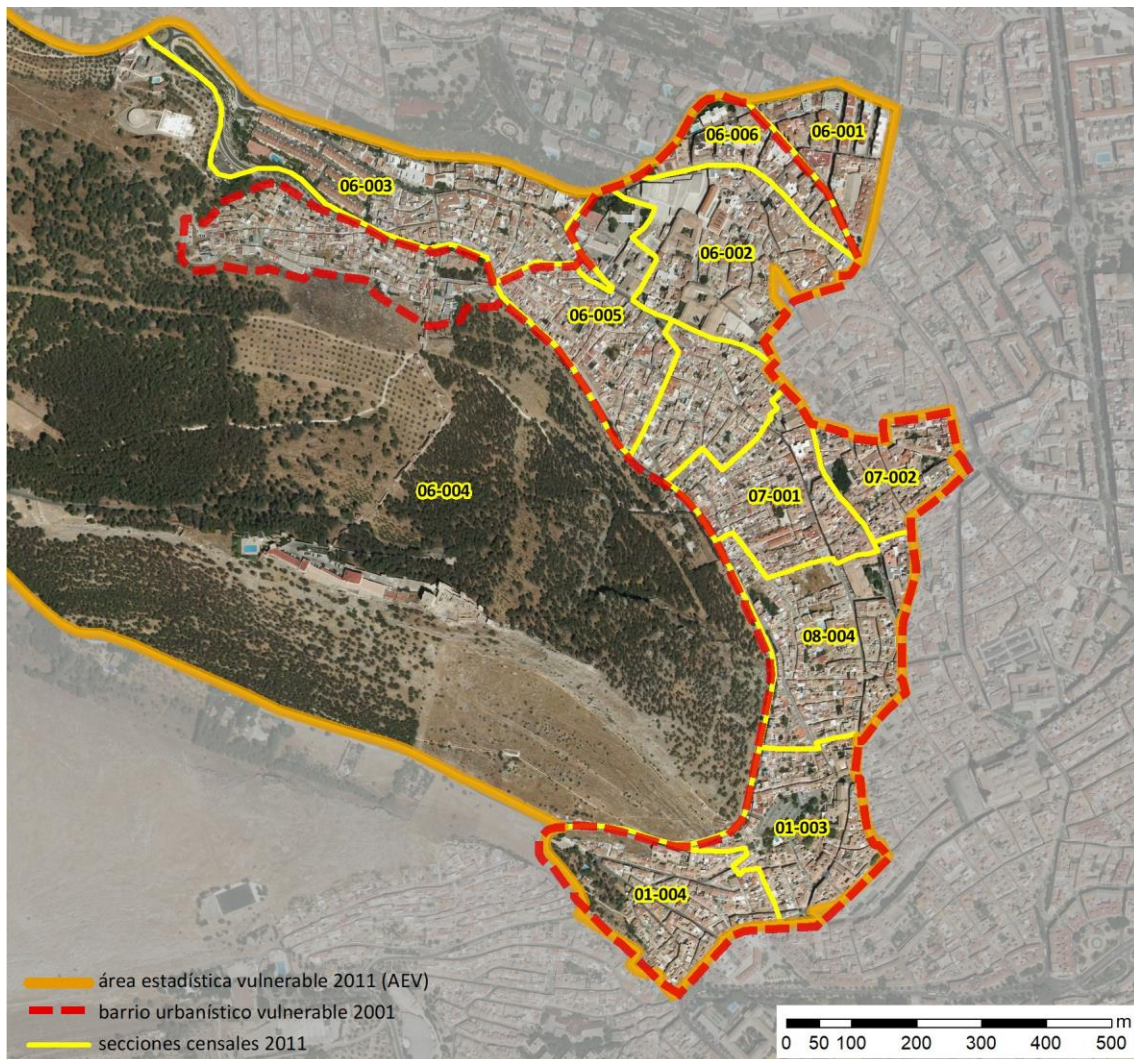 06-006
06-001
06-003
06-002
06-005
07-002
06-004
07-001
08-004
01-003
01-004
área estadística vulnerable 2011 (AEV)
barrio urbanístico vulnerable 2001
secciones censales 2011
m
0 50 100 200 300 400 500